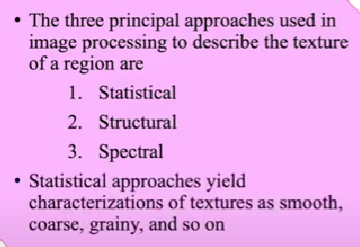 • The three principal approaches used in
image processing to describe the texture
of a region are
1. Statistical
2. Structural
3. Spectral
• Statistical approaches yield
characterizations of textures as smooth,
coarse, grainy, and so on